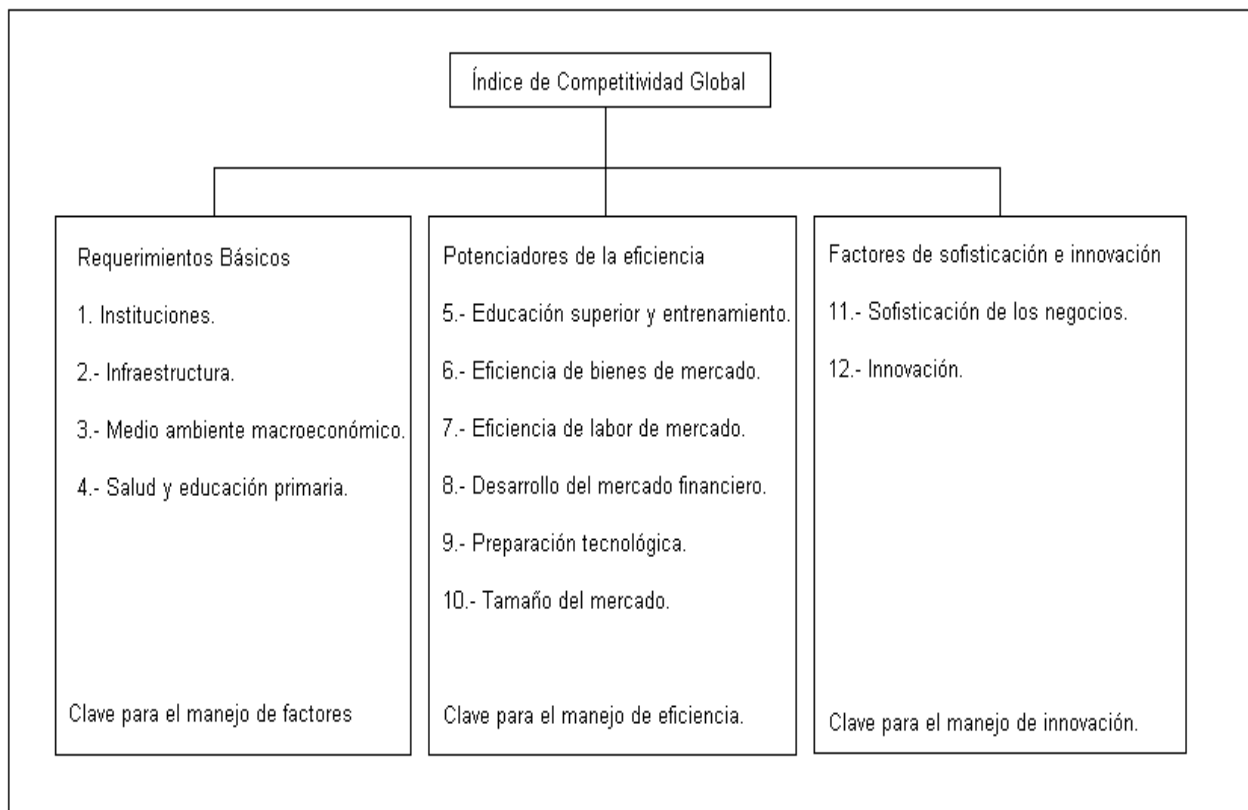 Índice de Competitividad Global
Requerimientos Básicos
1. Instituciones.
2.- Infraestructura.
3.- Medio ambiente macroeconómico.
4.- Salud y educación primaria.
Clave para el manejo de factores
Potenciadores de la eficiencia
5.- Educación superior y entrenamiento.
6.- Eficiencia de bienes de mercado.
7.- Eficiencia de labor de mercado.
8.- Desarrollo del mercado financiero.
9.- Preparación tecnológica.
10.- Tamaño del mercado.
Clave para el manejo de eficiencia.
Factores de sofisticación e innovación
11.- Sofisticación de los negocios.
12.- Innovación.
Clave para el manejo de innovación.